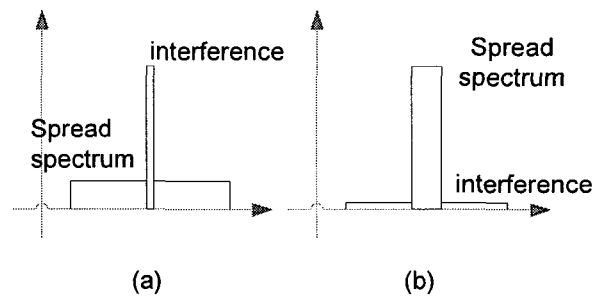 interference
Spread
spectrum
(a)
Spread
spectrum
interference
(b)